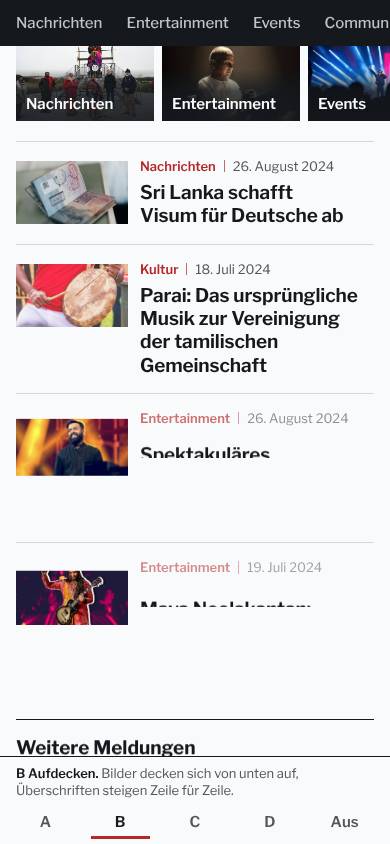 Nachrichten Entertainment Events Commun
Nachrichten
Entertainment
Events
Nachrichten | 26. August 2024
Sri Lanka schafft
Visum für Deutsche ab
Kultur | 18. Juli 2024
Parai: Das ursprüngliche
Musik zur Vereinigung
der tamilischen
Gemeinschaft
Entertainment | 26. August 2024
Spektakuläres
Entertainment | 19. Juli 2024
Weitere Meldungen
B Aufdecken. Bilder decken sich von unten auf,
Überschriften steigen Zeile für Zeile.
A B C D Aus